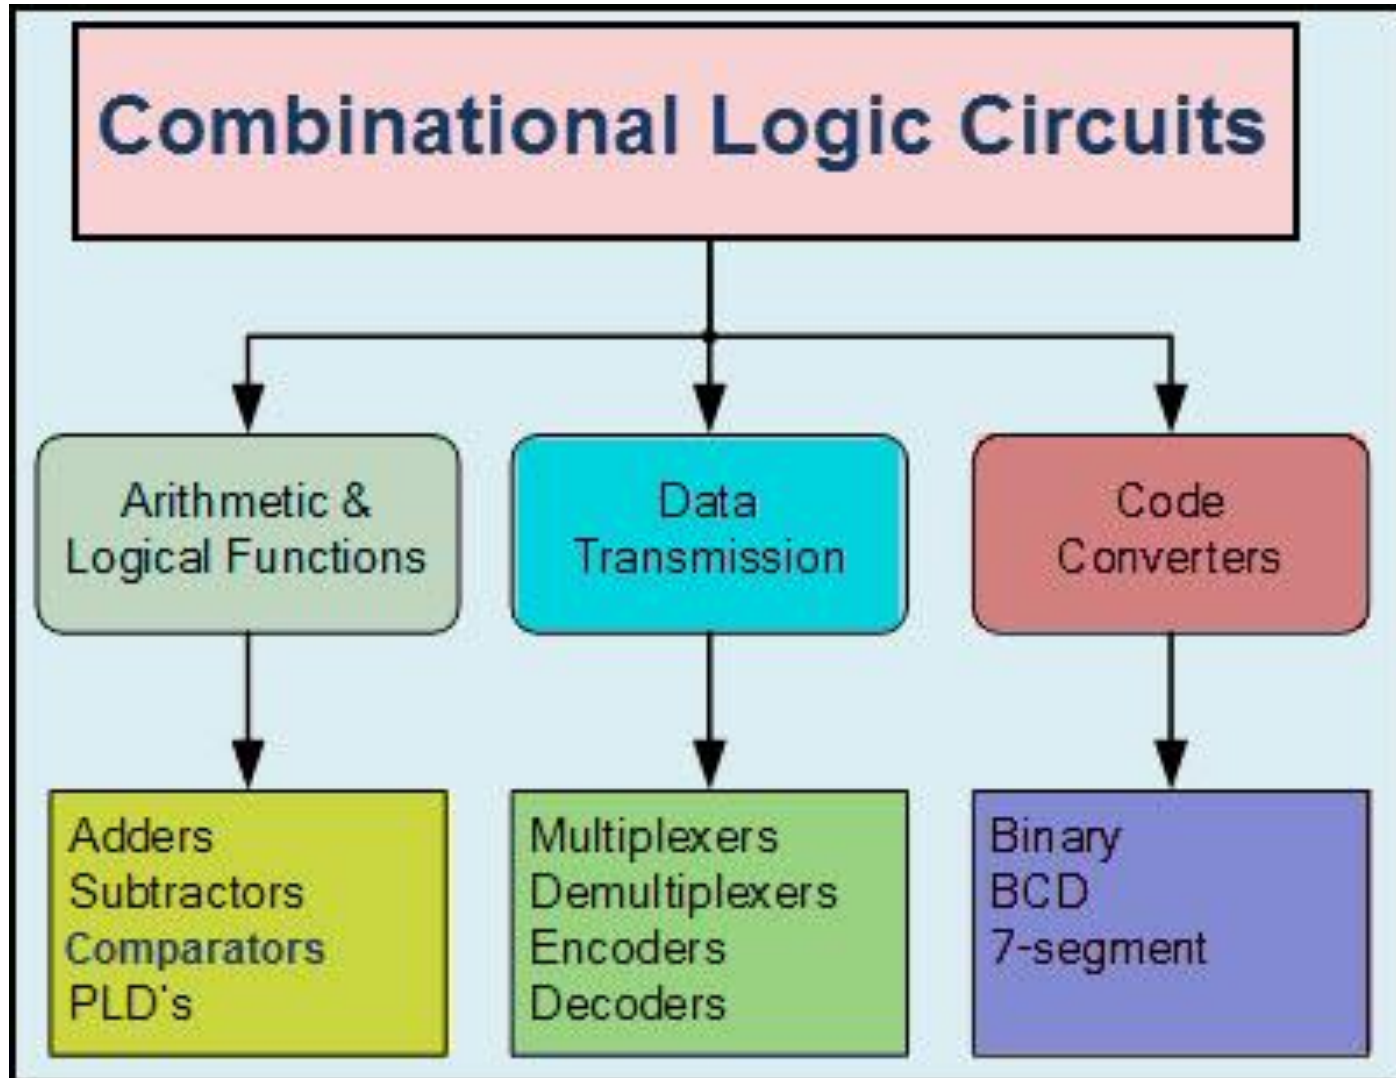 Combinational Logic Circuits
Arithmetic &
Logical Functions
Data
Transmission
Code
Converters
Adders
Subtractors
Comparators
PLD's
Multiplexers
Demultiplexers
Encoders
Decoders
Binary
BCD
7-segment